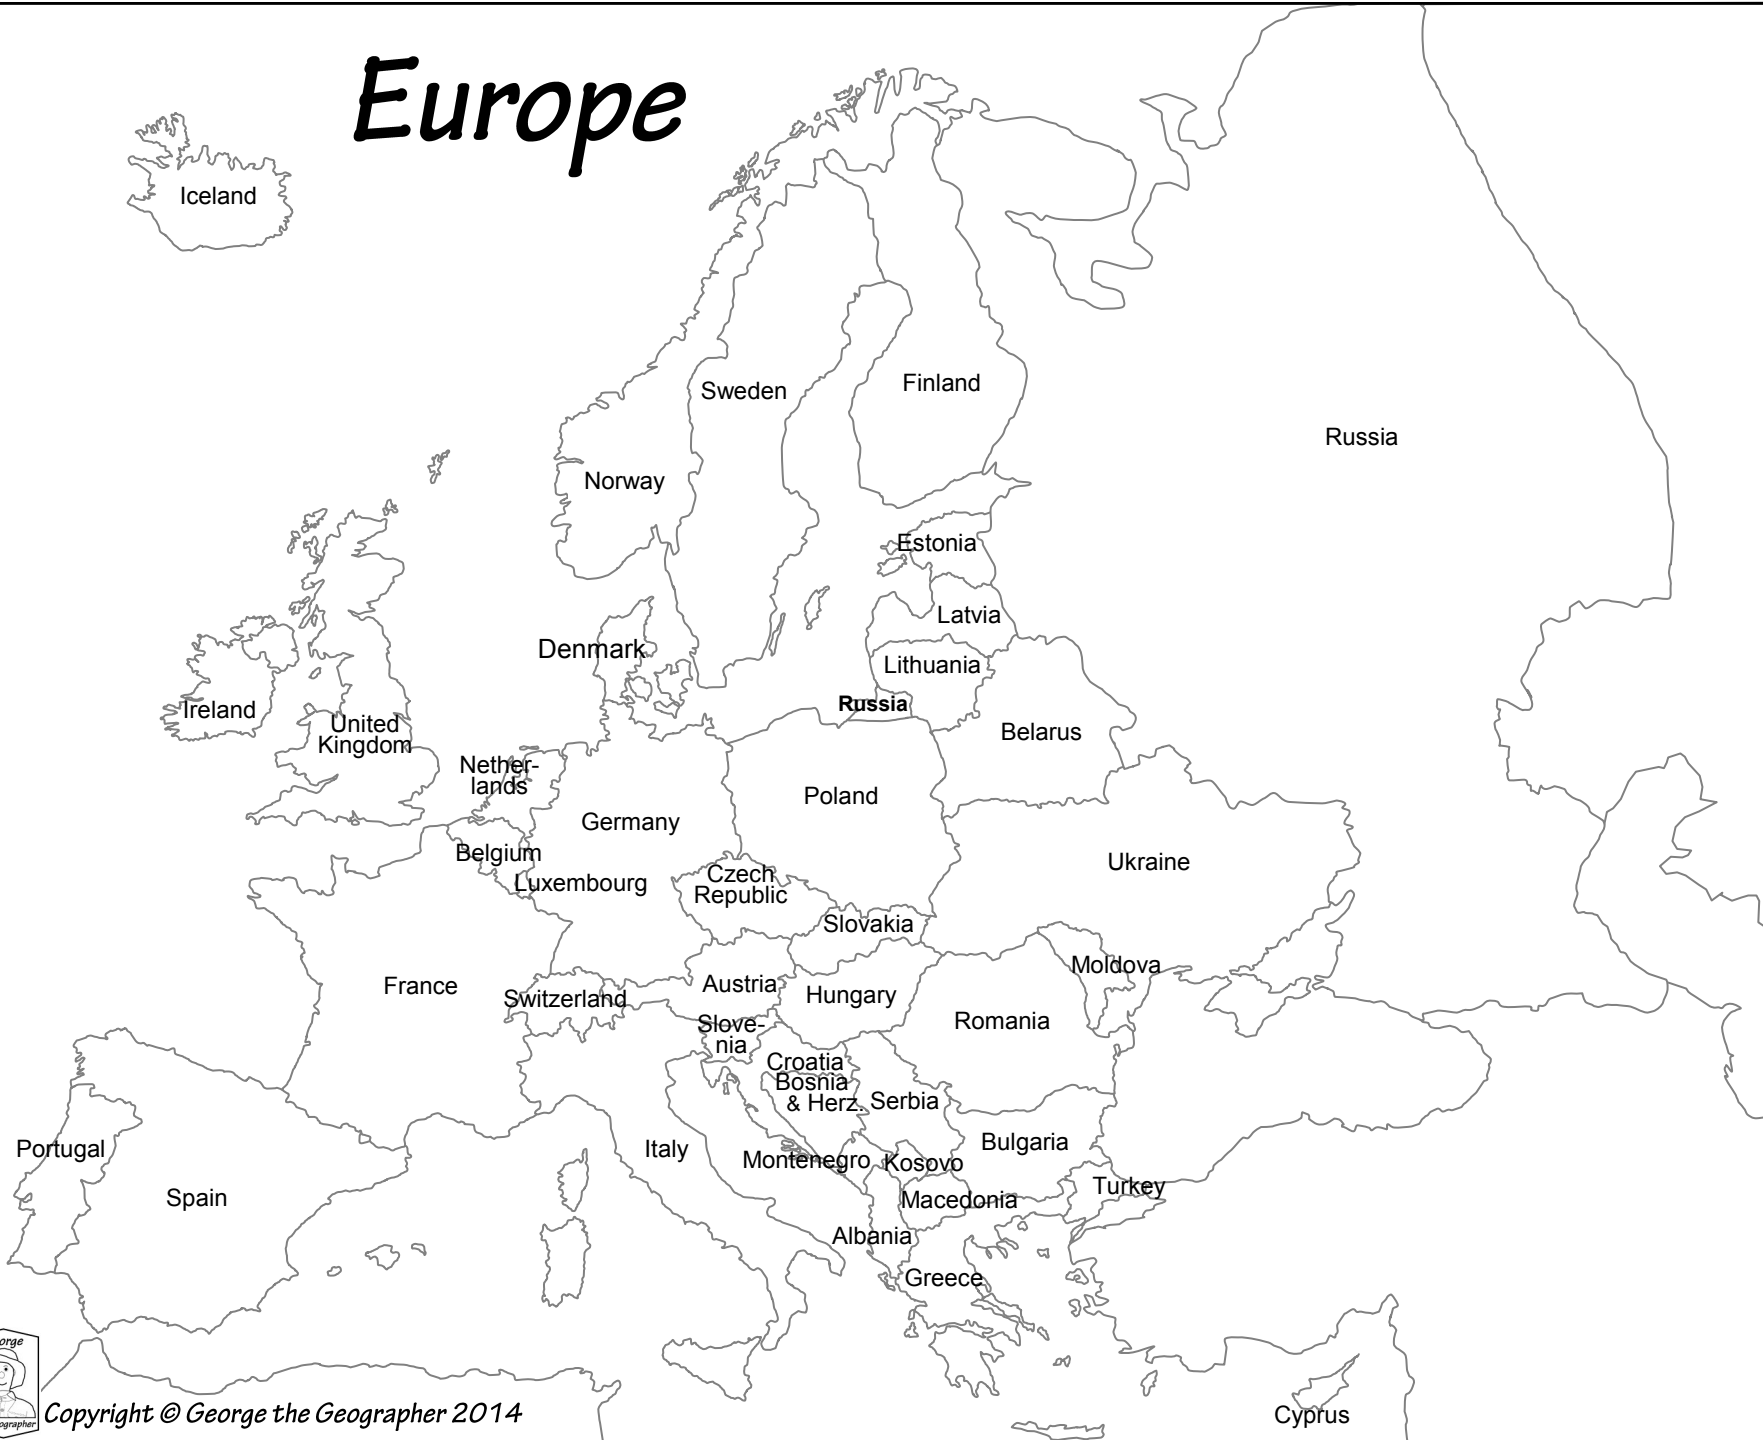 Europe
Iceland
Finland
Sweden
Russia
Norway
Estonia
Latvia
Denmark
Lithuania
Russia
Ireland
United
Kingdom
Belarus
Nether-
lands
Poland
Germany
Belgium
Ukraine
Luxembourg
Czech
Republic
Slovakia
Moldova
France
Austria
Switzerland
Hungary
Romania
Slove-
nia
Croatia
Bosnia
& Herz.
Serbia
Portugal
Italy
Bulgaria
Montenegro
Kosovo
Turkey
Spain
Macedonia
Albania
Greece
Cyprus
Copyright © George the Geographer 2014